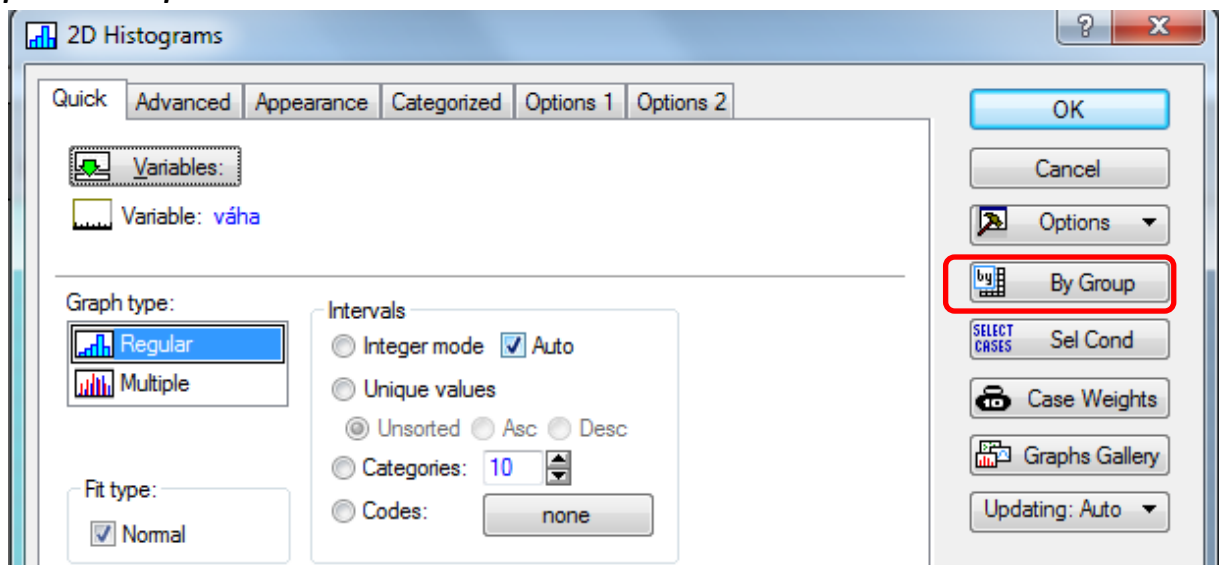 2D Histograms
?
X
Quick Advanced Appearance Categorized Options 1 Options 2
Variables:
Variable: váha
Graph type:
Regular
Multiple
Fit type:
Normal
Intervals
Integer mode Auto
Unique values
Unsorted Asc Desc
Categories: 10
Codes: none
OK
Cancel
Options
by By Group
SELECT CASES Sel Cond
10 Case Weights
Graphs Gallery
Updating: Auto